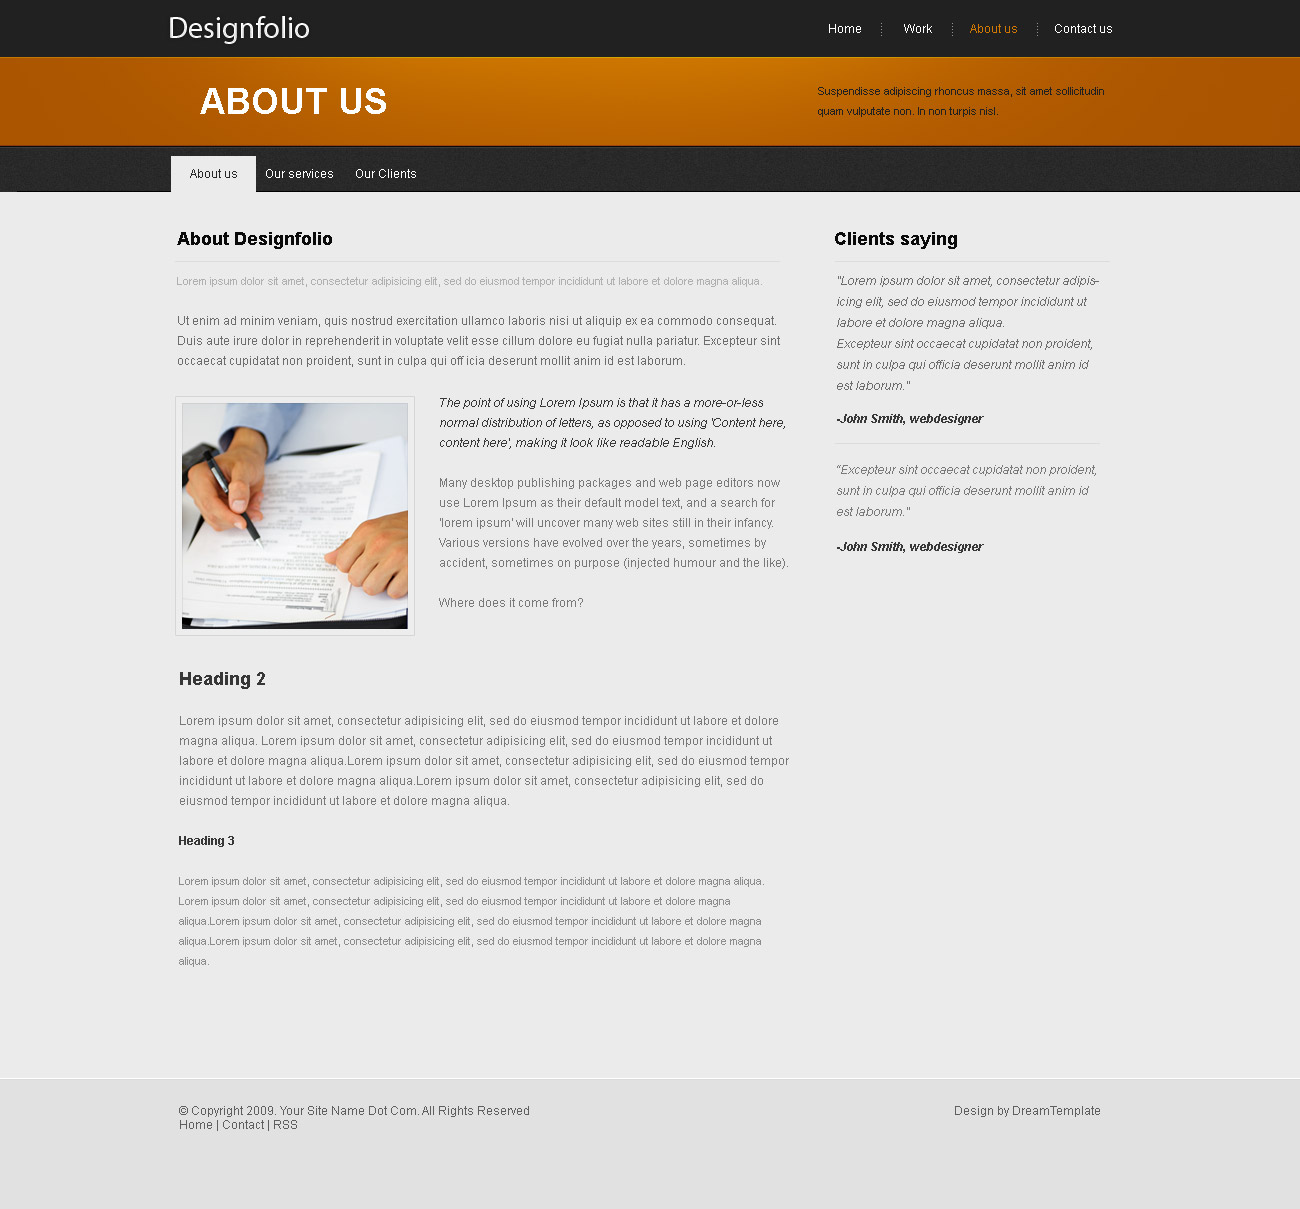 Designfolio
Home
Work
About us
Contact us
ABOUT US
Suspendisse adipiscing rhoncus massa, sit amet sollicitudin
quam vulputate non. In non turpis nisl.
About us
Our services
Our Clients
About Designfolio
Lorem ipsum dolor sit amet, consectetur adipisicing elit, sed do eiusmod tempor incididunt ut labore et dolore magna aliqua.
Ut enim ad minim veniam, quis nostrud exercitation ullamco laboris nisi ut aliquip ex ea commodo consequat.
Duis aute irure dolor in reprehenderit in voluptate velit esse cillum dolore eu fugiat nulla pariatur. Excepteur sint
occaecat cupidatat non proident, sunt in culpa qui off icia deserunt mollit anim id est laborum.
The point of using Lorem Ipsum is that it has a more-or-less
normal distribution of letters, as opposed to using 'Content here,
content here', making it look like readable English.
Many desktop publishing packages and web page editors now
use Lorem Ipsum as their default model text, and a search for
'lorem ipsum' will uncover many web sites still in their infancy.
Various versions have evolved over the years, sometimes by
accident, sometimes on purpose (injected humour and the like).
Where does it come from?
Heading 2
Lorem ipsum dolor sit amet, consectetur adipisicing elit, sed do eiusmod tempor incididunt ut labore et dolore
magna aliqua. Lorem ipsum dolor sit amet, consectetur adipisicing elit, sed do eiusmod tempor incididunt ut
labore et dolore magna aliqua.Lorem ipsum dolor sit amet, consectetur adipisicing elit, sed do eiusmod tempor
incididunt ut labore et dolore magna aliqua.Lorem ipsum dolor sit amet, consectetur adipisicing elit, sed do
eiusmod tempor incididunt ut labore et dolore magna aliqua.
Heading 3
Lorem ipsum dolor sit amet, consectetur adipisicing elit, sed do eiusmod tempor incididunt ut labore et dolore magna aliqua.
Lorem ipsum dolor sit amet, consectetur adipisicing elit, sed do eiusmod tempor incididunt ut labore et dolore magna
aliqua.Lorem ipsum dolor sit amet, consectetur adipisicing elit, sed do eiusmod tempor incididunt ut labore et dolore magna
aliqua.Lorem ipsum dolor sit amet, consectetur adipisicing elit, sed do eiusmod tempor incididunt ut labore et dolore magna
aliqua.
Clients saying
"Lorem ipsum dolor sit amet, consectetur adipis-
icing elit, sed do eiusmod tempor incididunt ut
labore et dolore magna aliqua.
Excepteur sint occaecat cupidatat non proident,
sunt in culpa qui officia deserunt mollit anim id
est laborum."
-John Smith, webdesigner
"Excepteur sint occaecat cupidatat non proident,
sunt in culpa qui officia deserunt mollit anim id
est laborum."
-John Smith, webdesigner
© Copyright 2009. Your Site Name Dot Com. All Rights Reserved
Home | Contact | RSS
Design by DreamTemplate